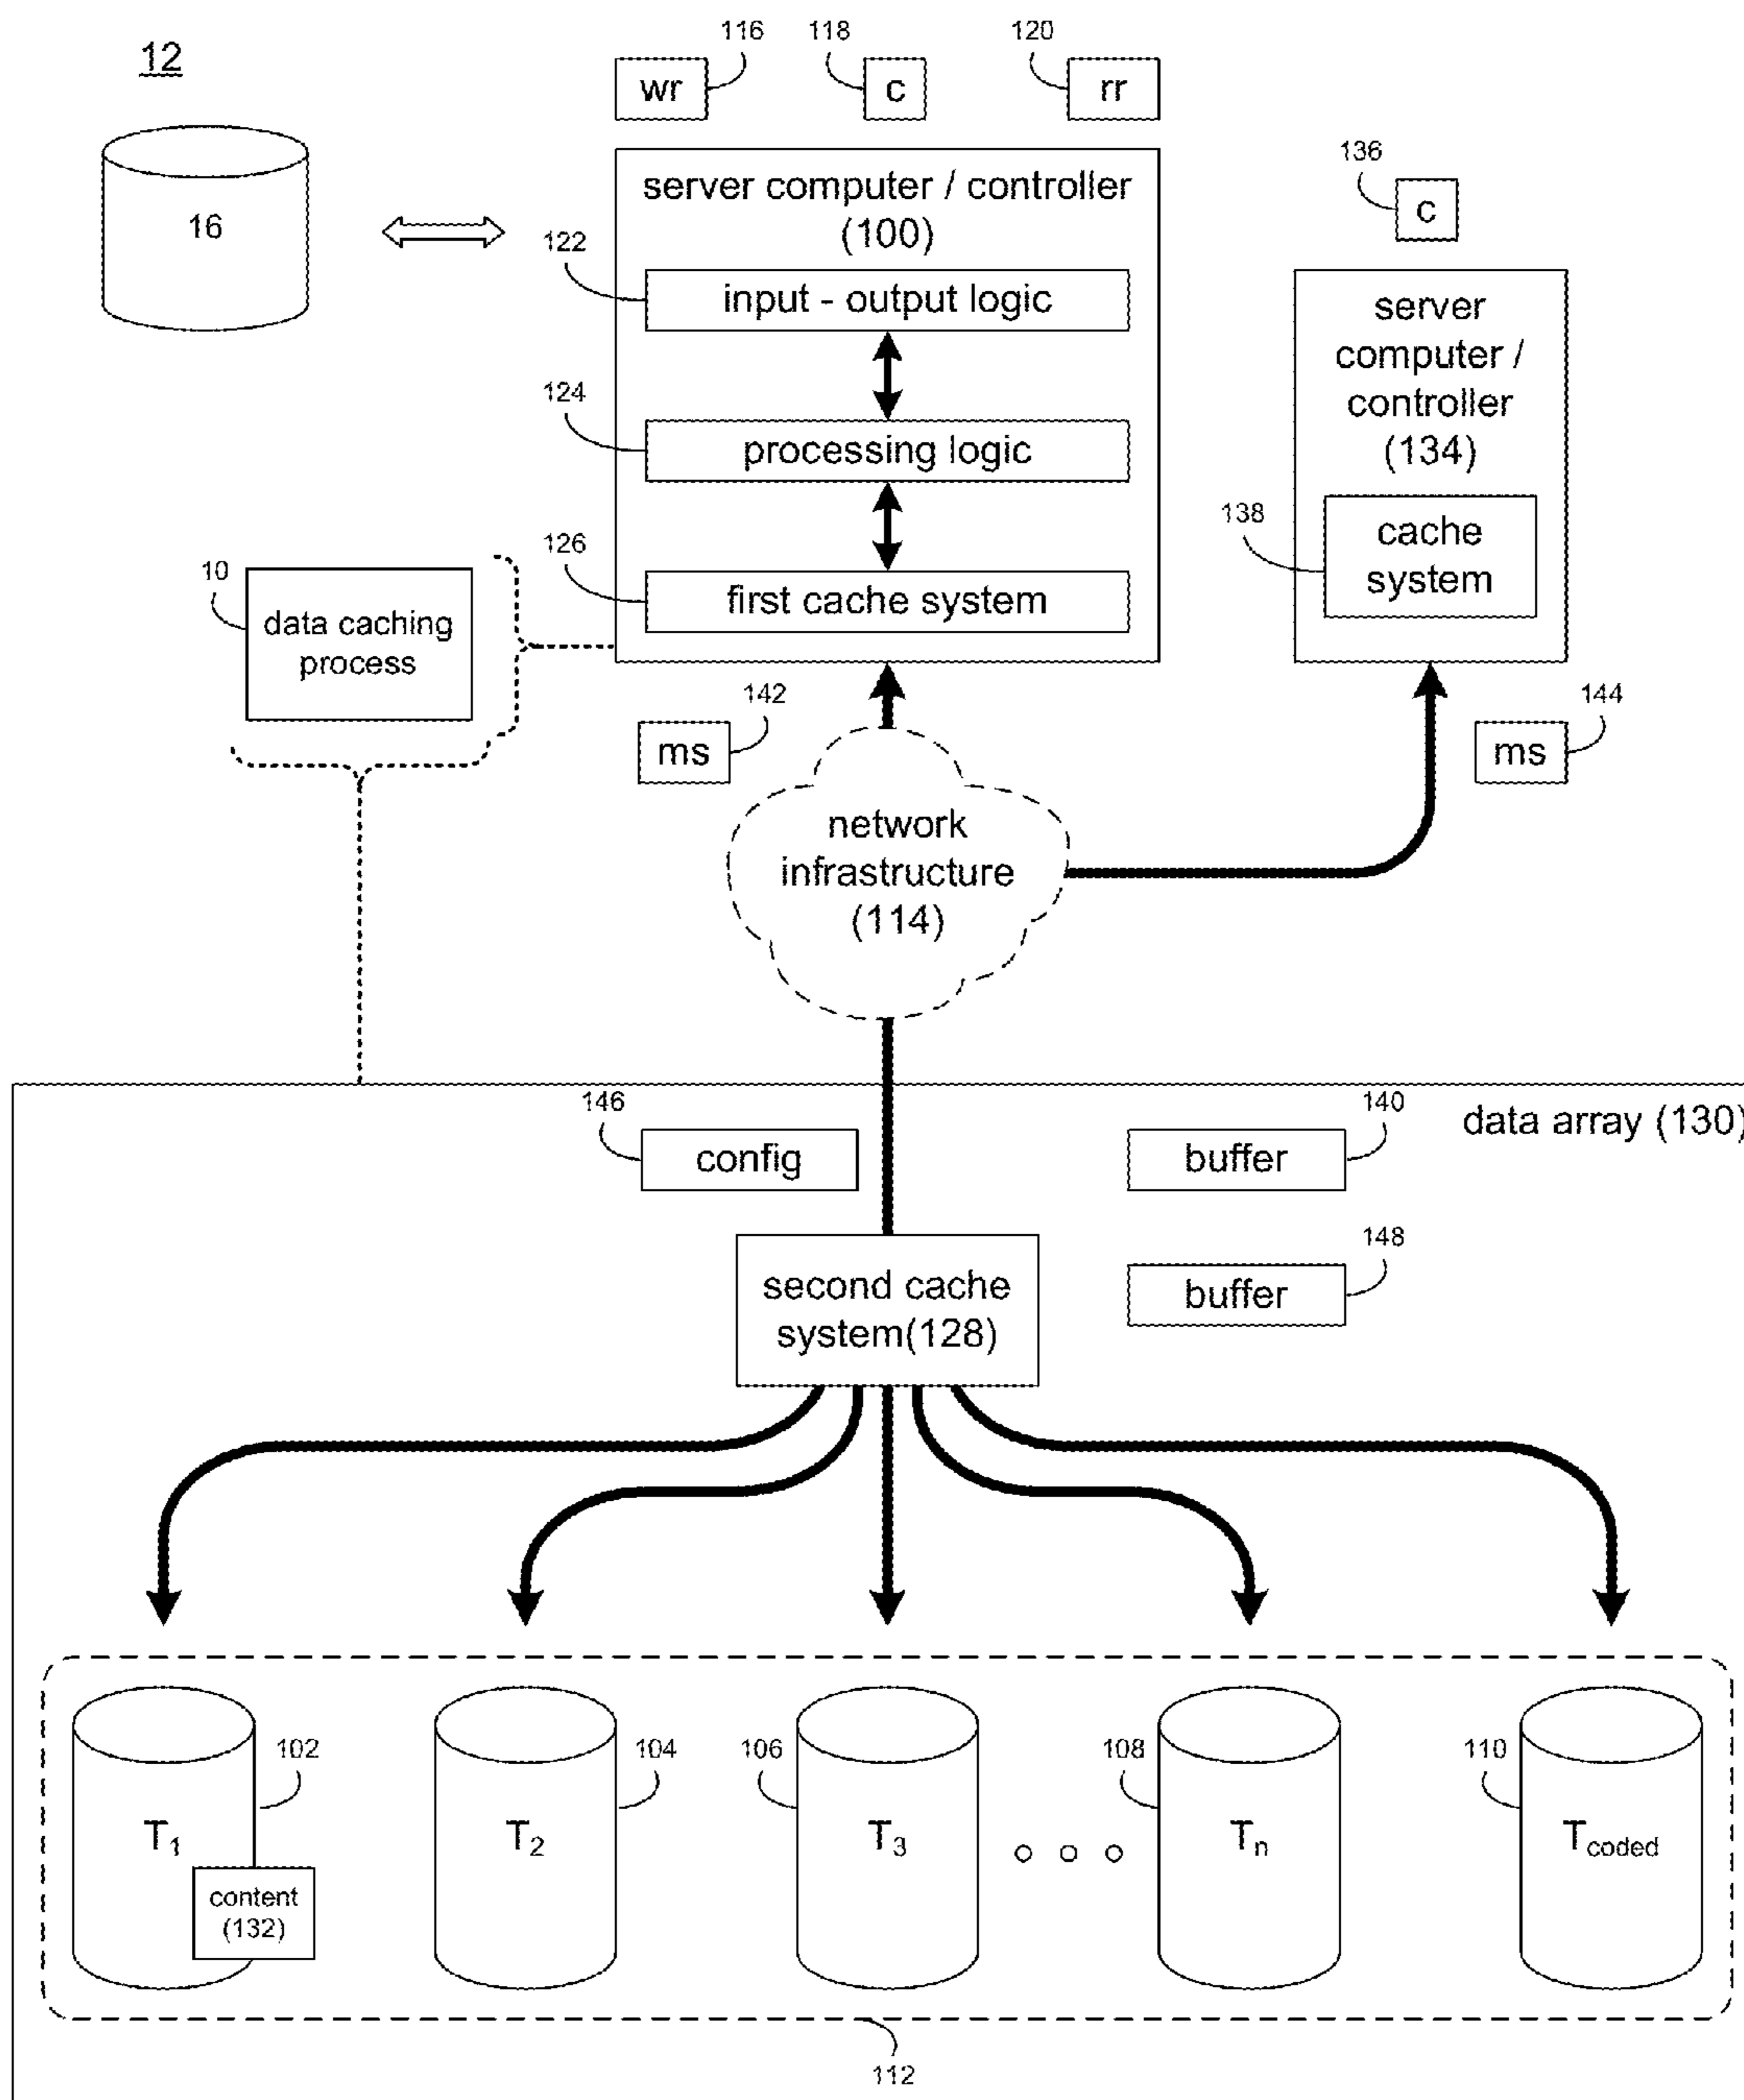 12
116
118
120
wr
c
rr
136
c
16
server computer / controller
(100)
122
input - output logic
124
processing logic
126
first cache system
server
computer /
controller
(134)
138
cache
system
10
data caching
process
142
ms
144
ms
network
infrastructure
(114)
data array (130)
146
config
140
buffer
148
buffer
second cache
system(128)
102
104
106
108
110
T1
T2
T3
Tn
Tcoded
content
(132)
112